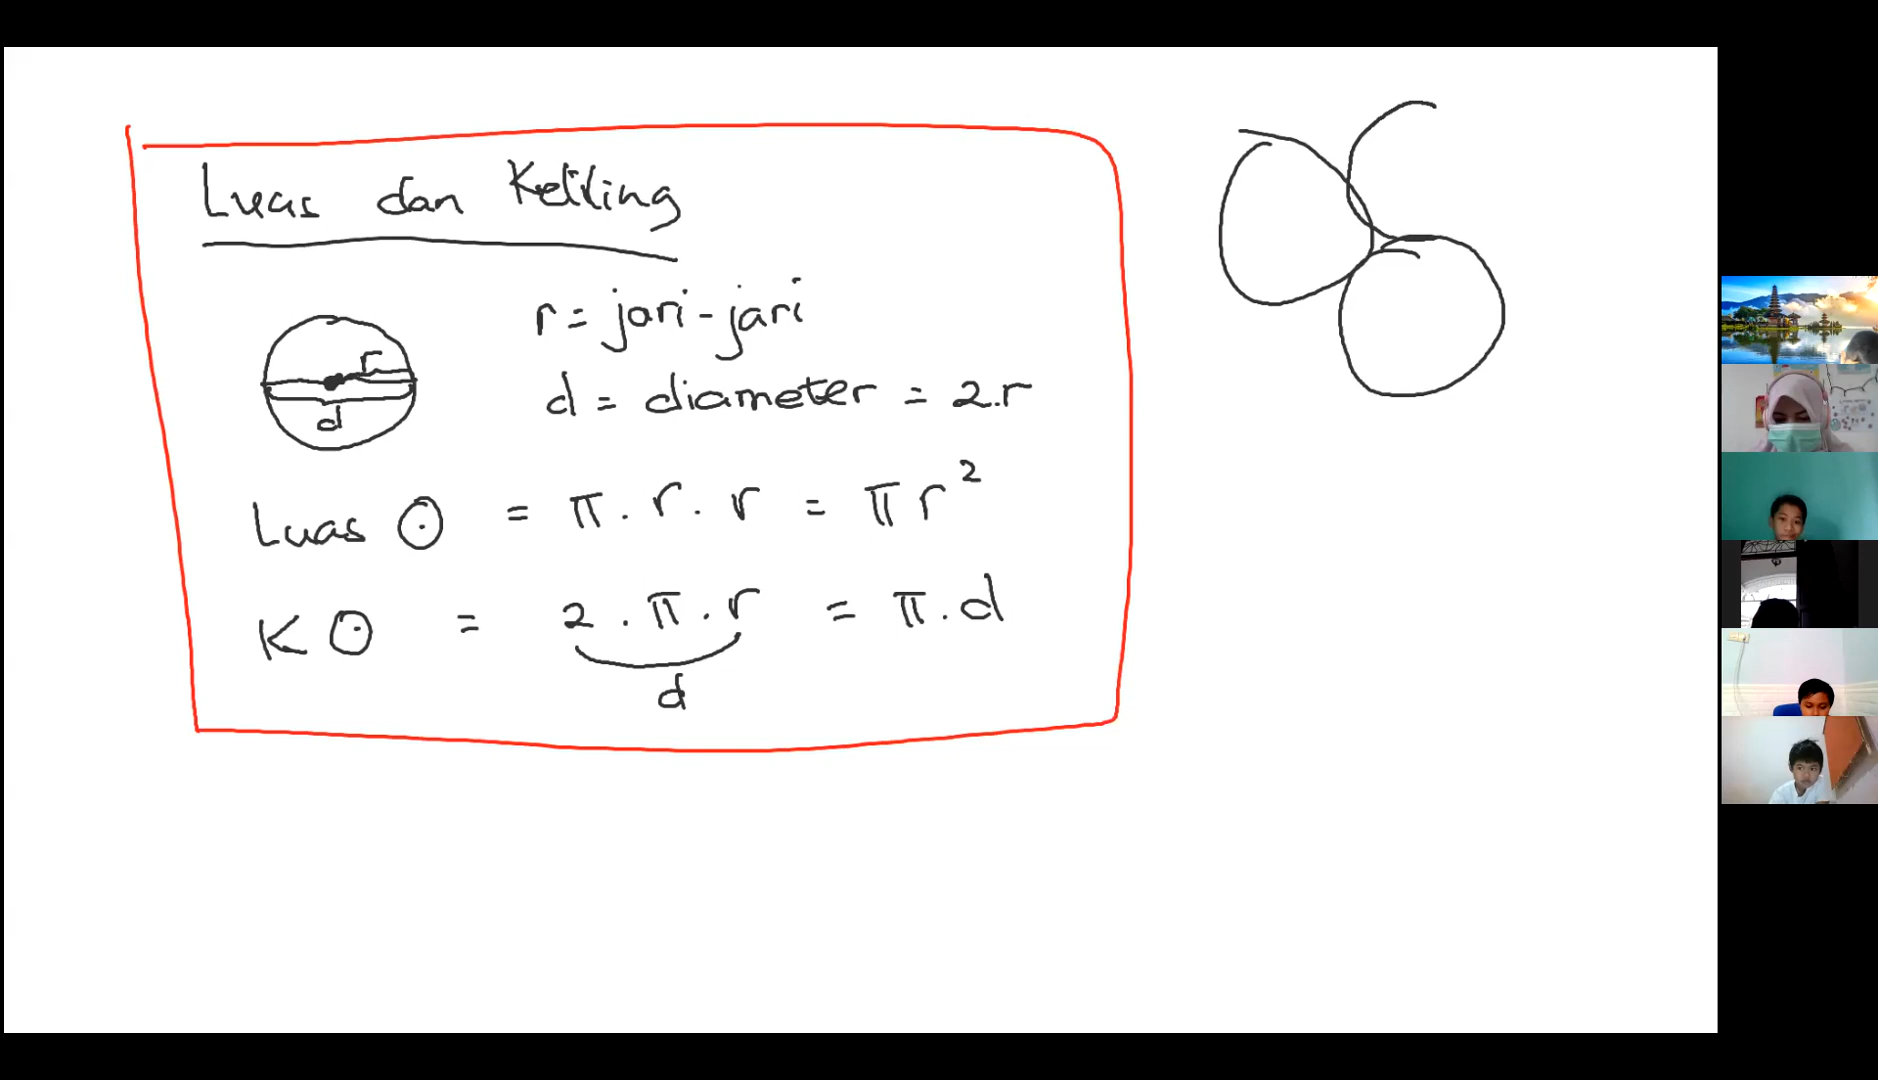 Luas dan Keliling
r = jari-jari
r
d
d = diameter = 2.r
Luas ⊙ = π . r . r = π r²
K ⊙ = 2 . π . r = π . d
d